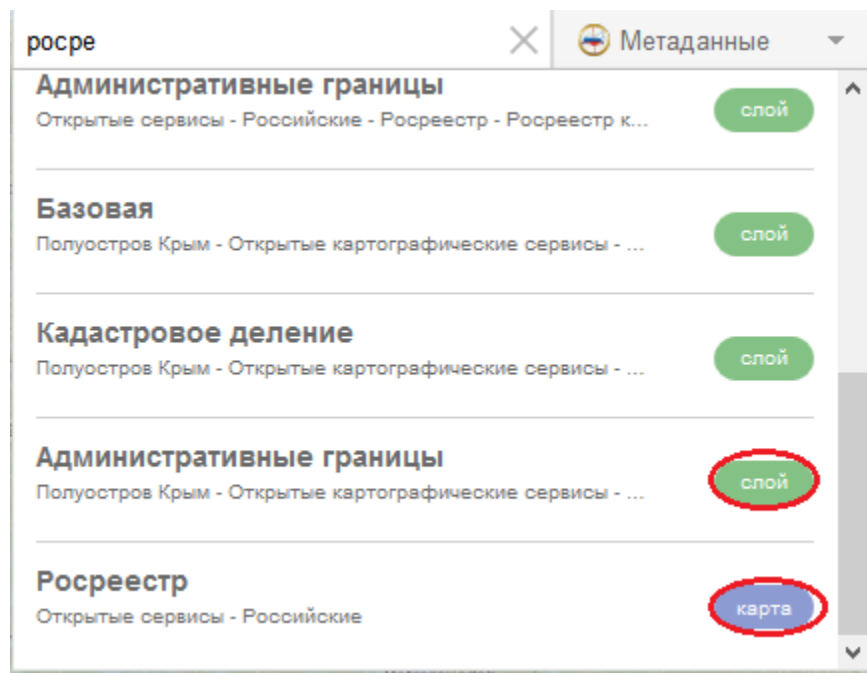 росре
Метаданные
Административные границы
слой
Открытые сервисы - Российские - Росреестр - Росреестр к...
Базовая
слой
Полуостров Крым - Открытые картографические сервисы - ...
Кадастровое деление
слой
Полуостров Крым - Открытые картографические сервисы - ...
Административные границы
слой
Полуостров Крым - Открытые картографические сервисы - ...
Росреестр
карта
Открытые сервисы - Российские